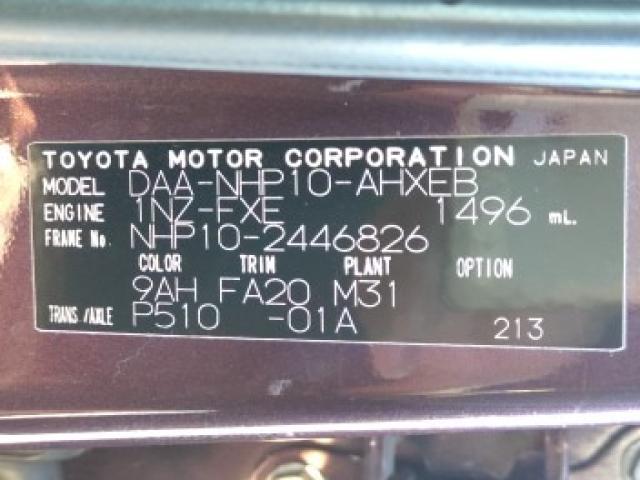 TOYOTA MOTOR CORPORATION JAPAN
MODEL DAA-NHP10-AHXEB
ENGINE 1NZ-FXE 1496 mL.
FRAME No. NHP10-2446826
COLOR TRIM PLANT OPTION
9AH FA20 M31
TRANS/AXLE P510 -01A 213